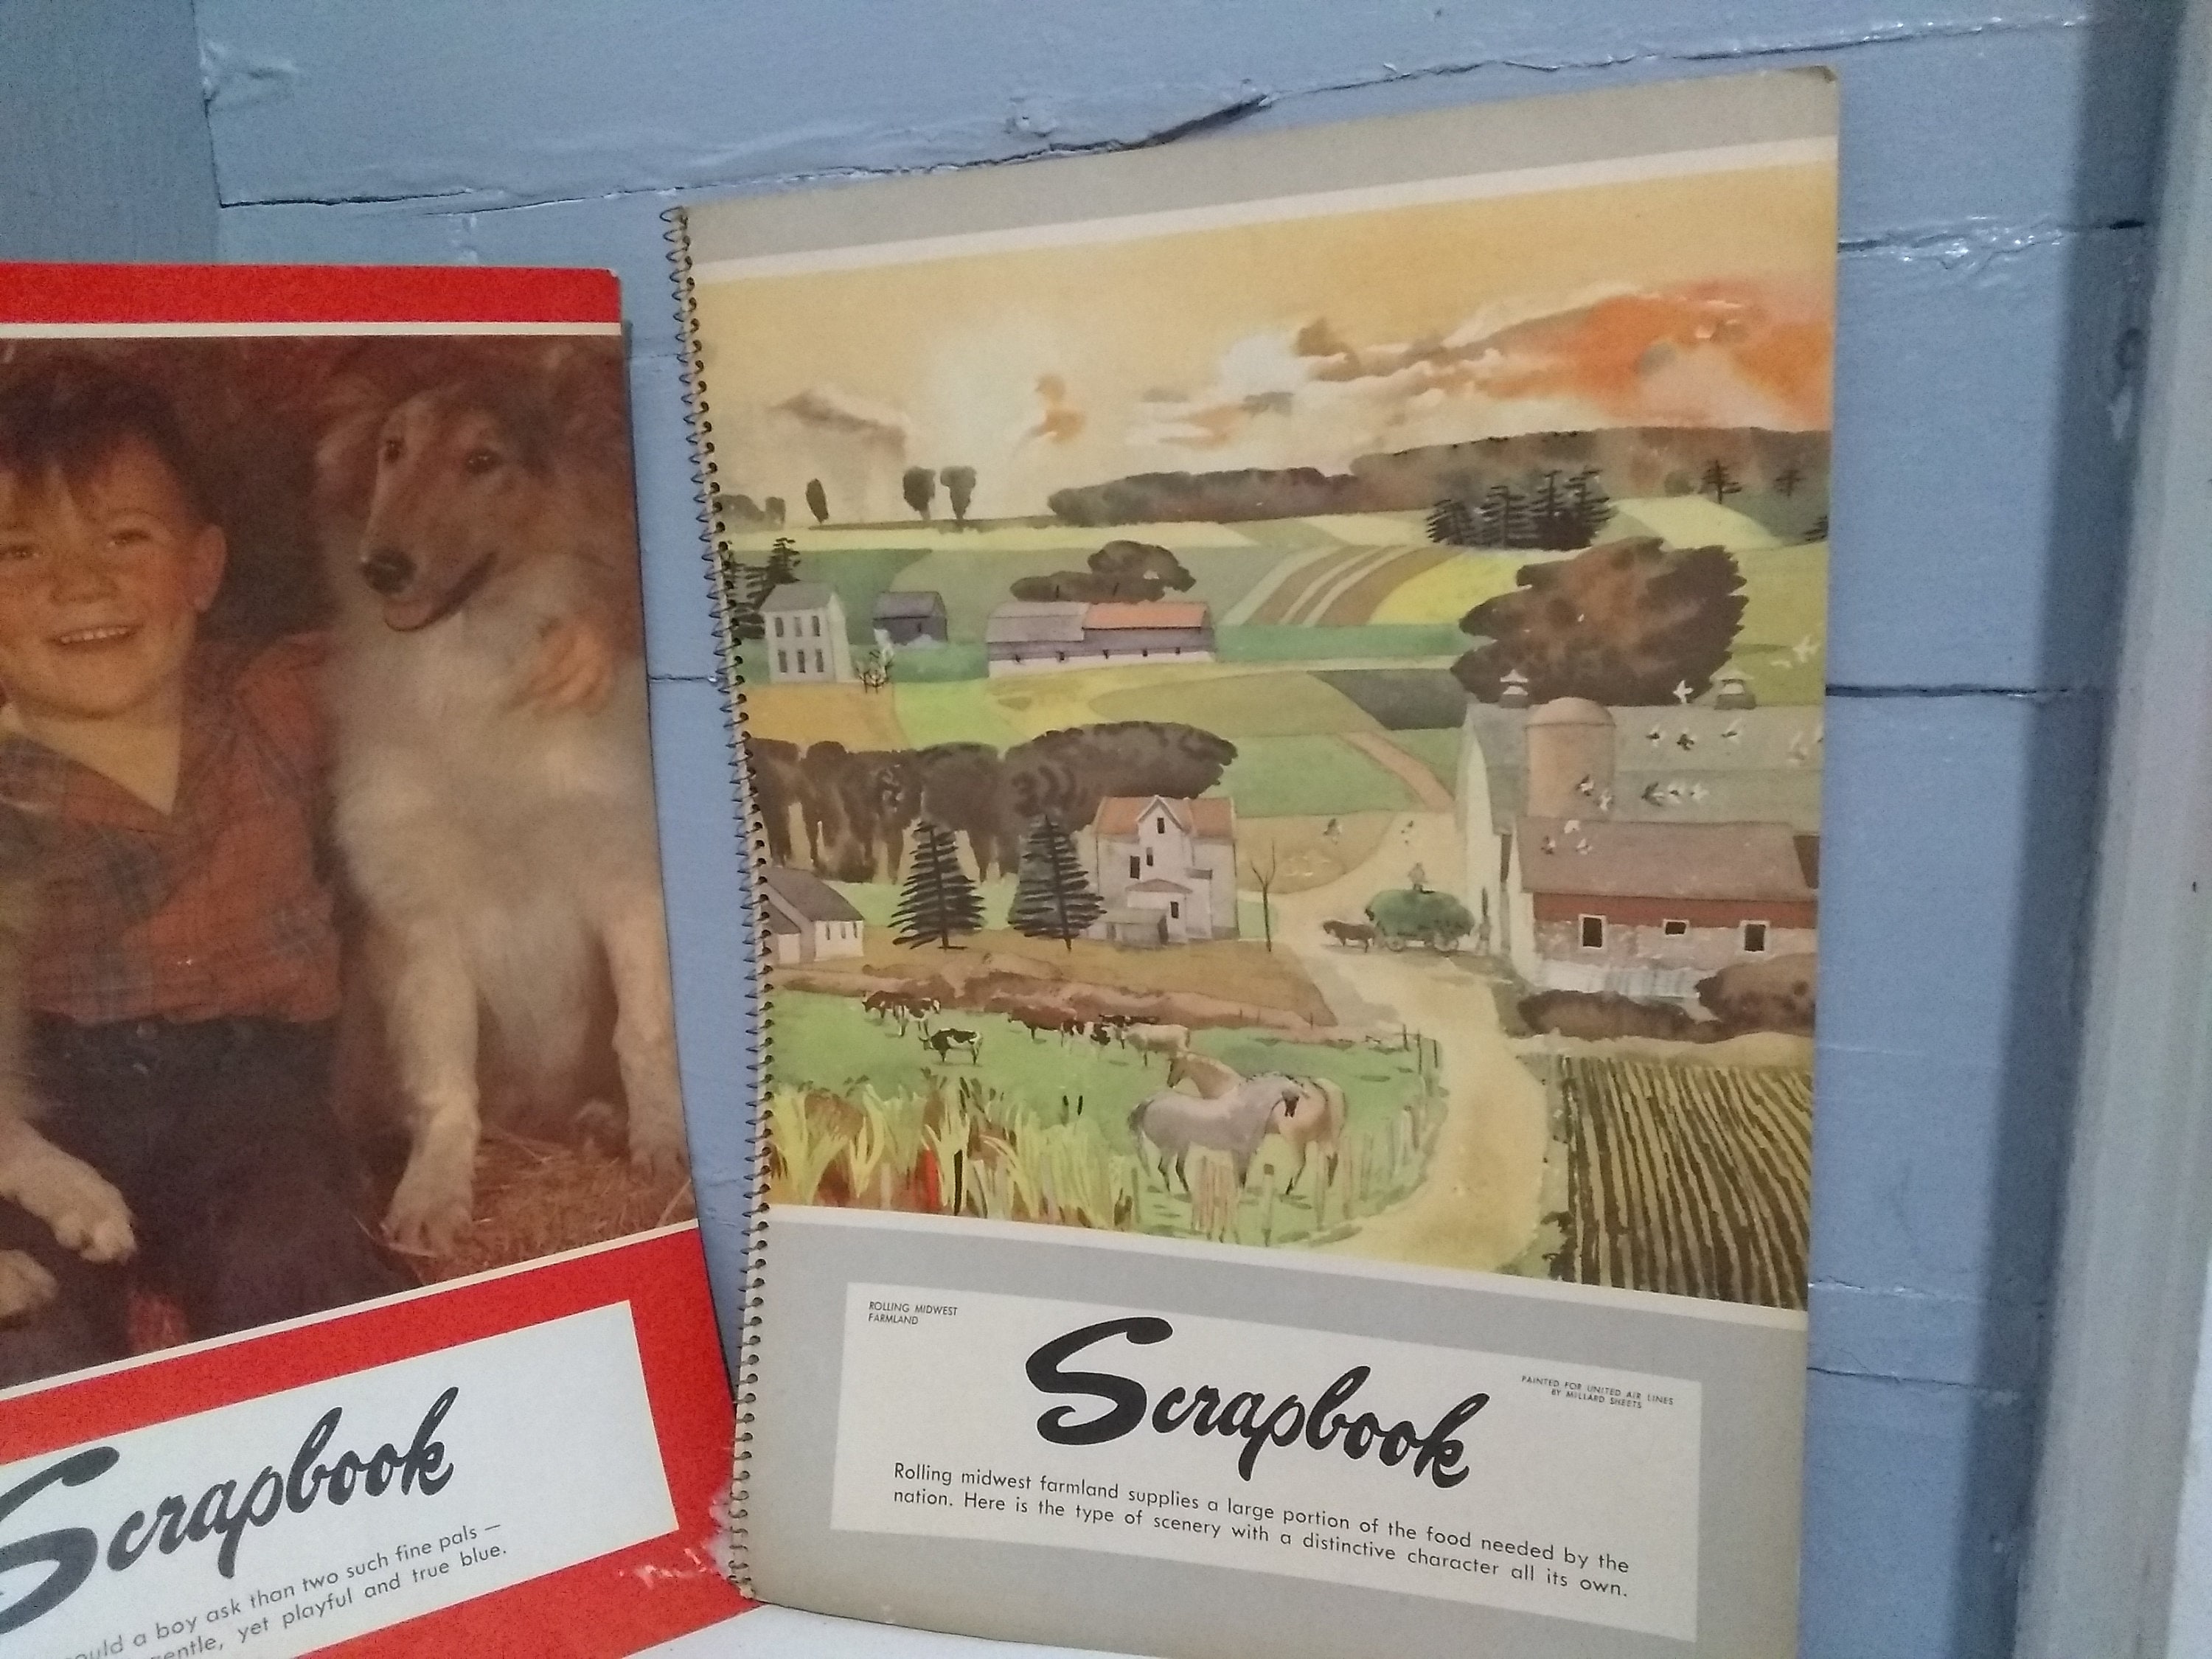 Scrapbook
a boy ask than two such fine pals —
yet playful and true blue.
ROLLING MIDWEST
FARMLAND
Scrapbook
PAINTED FOR UNITED AIR LINES
BY MILLARD SHEETS
Rolling midwest farmland supplies a large portion of the food needed by the
nation. Here is the type of scenery with a distinctive character all its own.